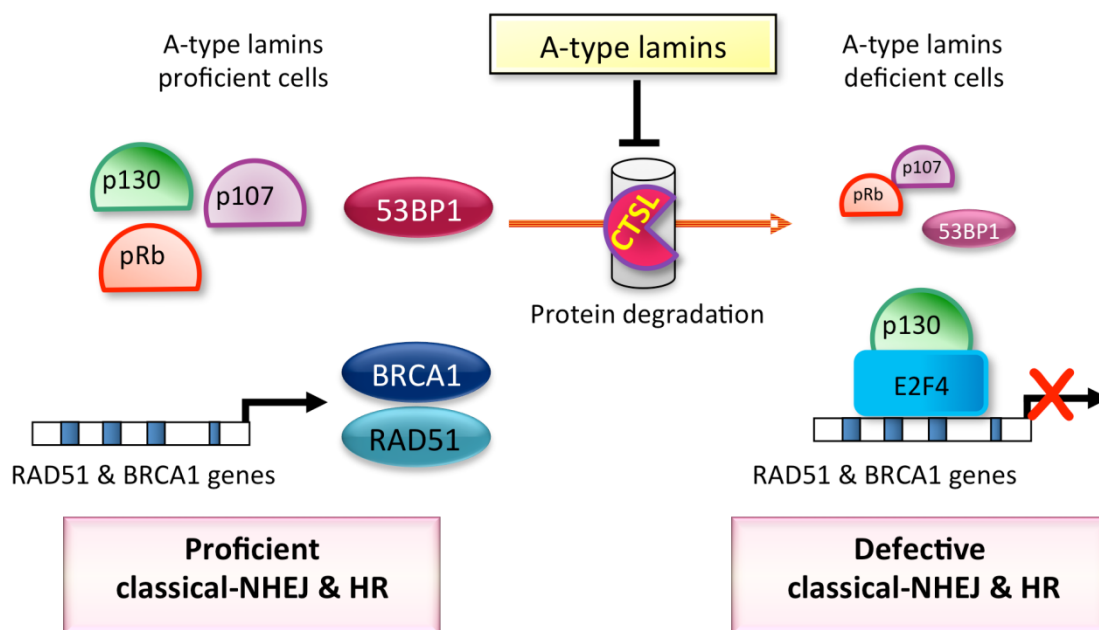 A-type lamins
proficient cells
A-type lamins
A-type lamins
deficient cells
p130
p107
pRb
53BP1
CTSL
Protein degradation
p107
pRb
53BP1
BRCA1
RAD51
RAD51 & BRCA1 genes
p130
E2F4
RAD51 & BRCA1 genes
Proficient
classical-NHEJ & HR
Defective
classical-NHEJ & HR